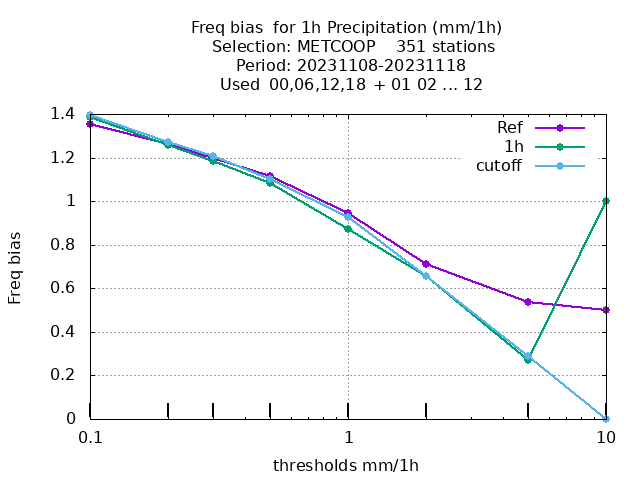 Freq bias  for 1h Precipitation (mm/1h)
Selection: METCOOP    351 stations
Period: 20231108-20231118
Used  00,06,12,18  + 01 02 ... 12
Ref
1h
cutoff
1.4
1.2
1
0.8
0.6
0.4
0.2
0
Freq bias
0.1 1 10
thresholds mm/1h